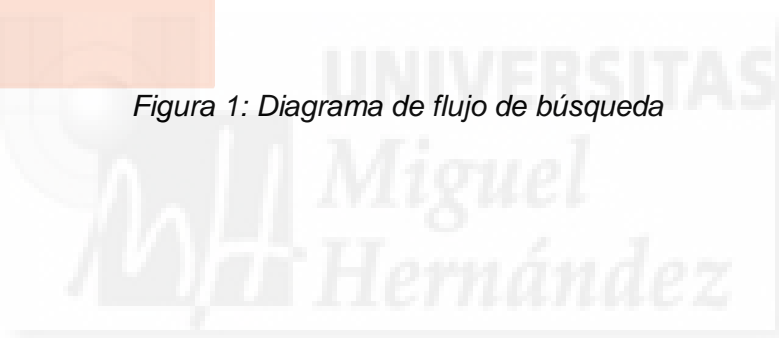 UNIVERSITAS
Figura 1: Diagrama de flujo de búsqueda
Miguel
Hernández